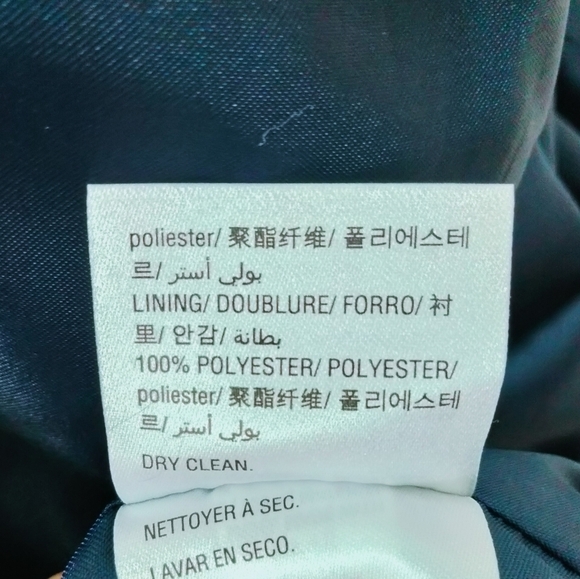 poliester/ 聚酯纤维/ 폴리에스테
르/ بولي أستر
LINING/ DOUBLURE/ FORRO/ 衬
里/ 안감/ بطانة
100% POLYESTER/ POLYESTER/
poliester/ 聚酯纤维/ 폴리에스테
르/ بولي أستر
DRY CLEAN.
NETTOYER À SEC.
LAVAR EN SECO.